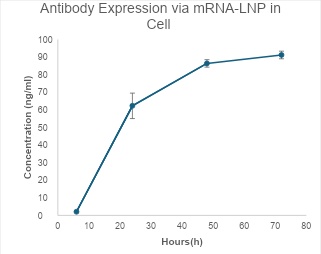 Antibody Expression via mRNA-LNP in
Cell
Concentration (ng/ml)
100
90
80
70
60
50
40
30
20
10
0
0 10 20 30 40 50 60 70 80
Hours(h)